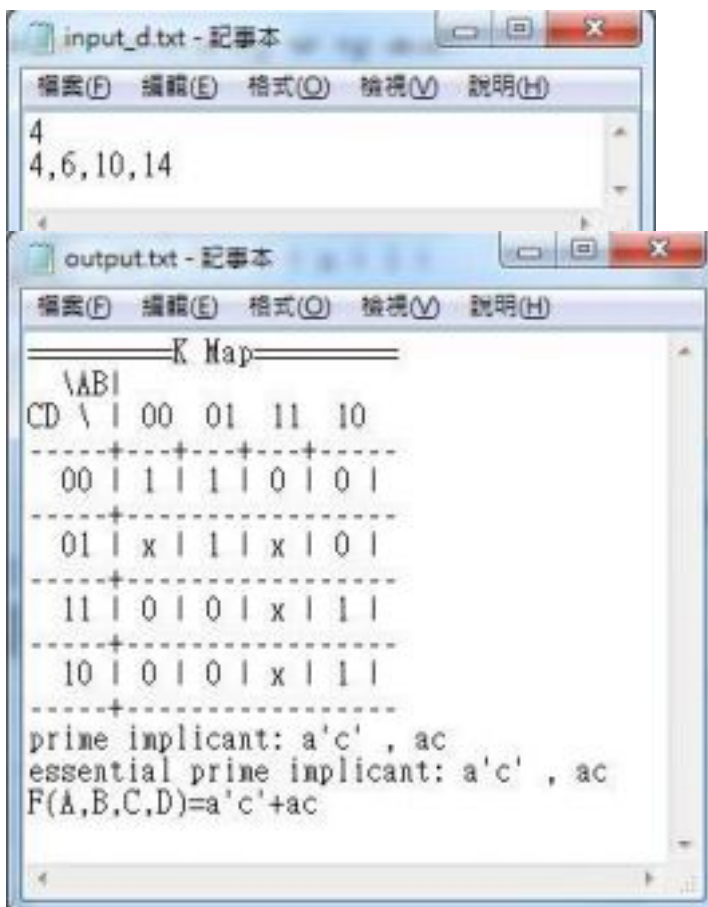 input_d.txt - 記事本
檔案(F) 編輯(E) 格式(O) 檢視(V) 說明(H)
4
4,6,10,14
output.txt - 記事本
檔案(F) 編輯(E) 格式(O) 檢視(V) 說明(H)
=========K Map=========
\AB|
CD \ | 00 01 11 10
-----+---+---+---+-----
00 | 1 | 1 | 0 | 0 |
-----+-----------------
01 | x | 1 | x | 0 |
-----+-----------------
11 | 0 | 0 | x | 1 |
-----+-----------------
10 | 0 | 0 | x | 1 |
-----+-----------------
prime implicant: a'c' , ac
essential prime implicant: a'c' , ac
F(A,B,C,D)=a'c'+ac